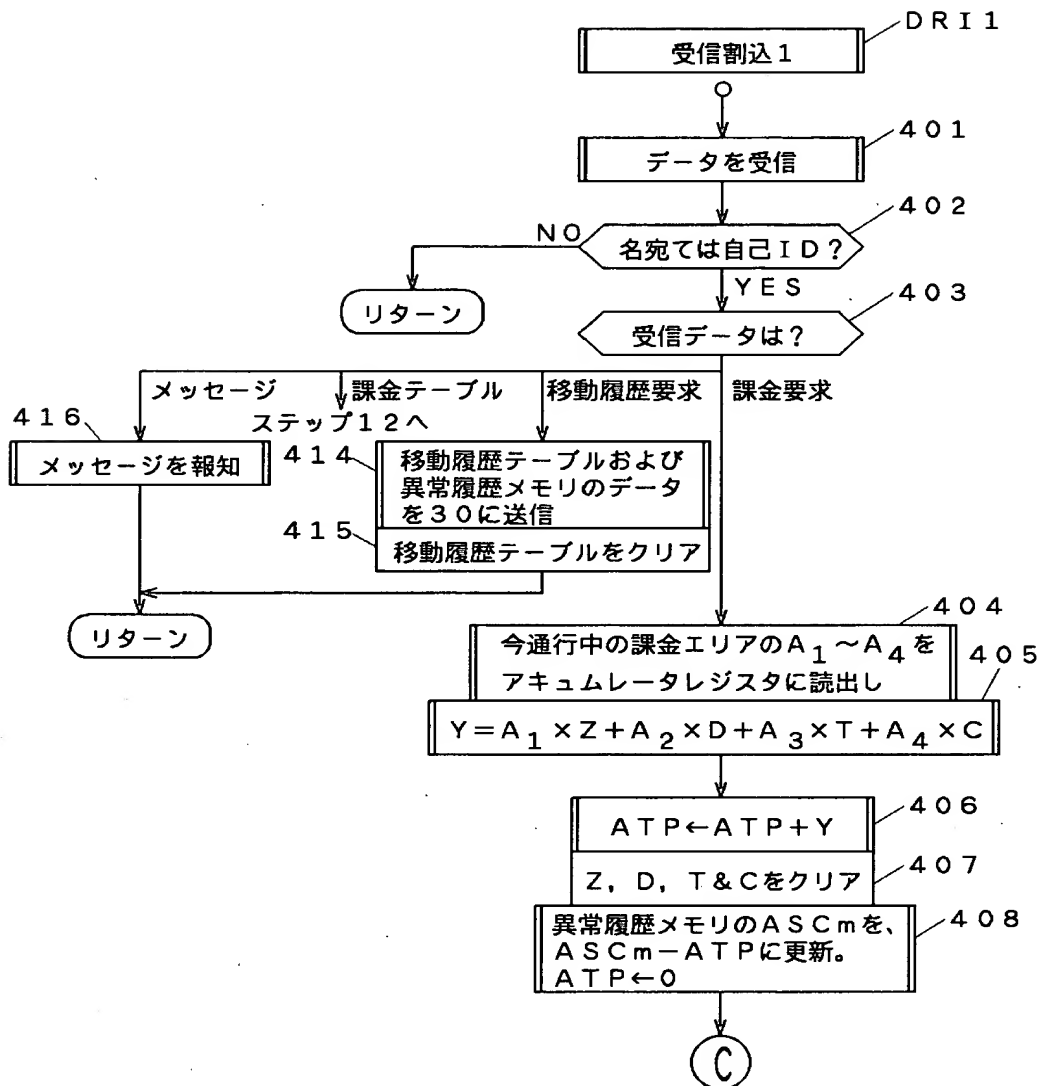 DRI1
受信割込1
401
データを受信
402
名宛ては自己ID?
NO
YES
リターン
403
受信データは?
メッセージ
課金テーブル
移動履歴要求
課金要求
ステップ12へ
416
メッセージを報知
414
移動履歴テーブルおよび
異常履歴メモリのデータ
を30に送信
415
移動履歴テーブルをクリア
リターン
404
今通行中の課金エリアのA1~A4を
アキュムレータレジスタに読出し
405
Y=A1×Z+A2×D+A3×T+A4×C
406
ATP←ATP+Y
407
Z,D,T&Cをクリア
408
異常履歴メモリのASCmを、
ASCm-ATPに更新。
ATP←0
C